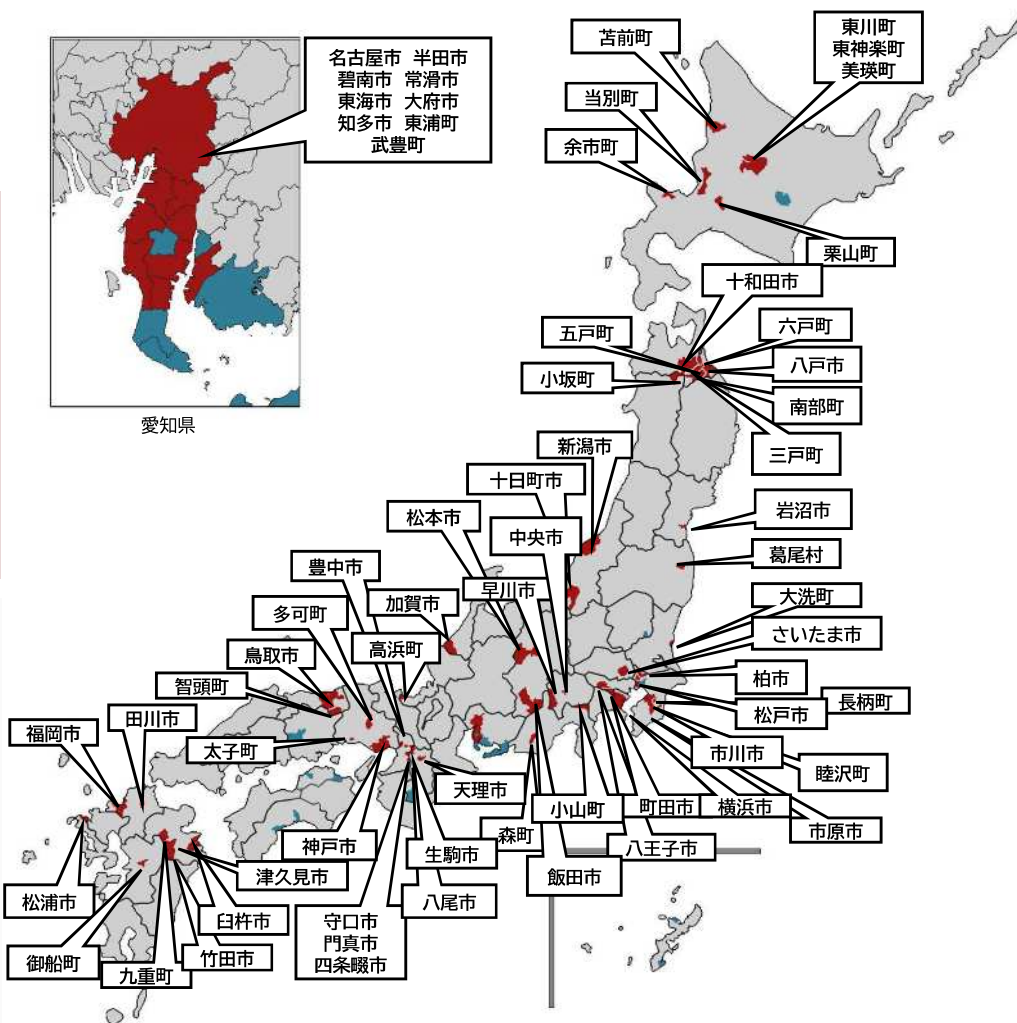 名古屋市 半田市
碧南市 常滑市
東海市 大府市
知多市 東浦町
武豊町
愛知県
苫前町
東川町
東神楽町
美瑛町
当別町
余市町
栗山町
十和田市
五戸町
六戸町
八戸市
小坂町
南部町
三戸町
新潟市
十日町市
岩沼市
松本市
中央市
葛尾村
豊中市
早川市
大洗町
多可町
加賀市
さいたま市
高浜町
鳥取市
柏市
智頭町
長柄町
田川市
松戸市
福岡市
太子町
市川市
睦沢町
天理市
小山町
町田市
横浜市
森町
市原市
神戸市
生駒市
八王子市
津久見市
飯田市
松浦市
八尾市
臼杵市
守口市
門真市
四条畷市
竹田市
御船町
九重町